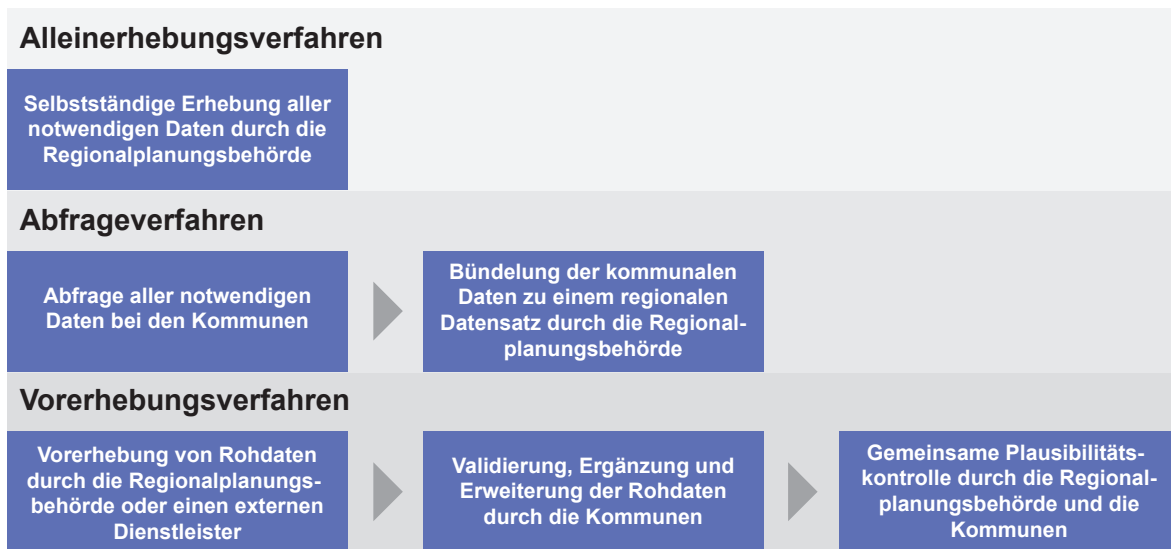 Alleinerhebungsverfahren
Selbstständige Erhebung aller
notwendigen Daten durch die
Regionalplanungsbehörde
Abfrageverfahren
Abfrage aller notwendigen
Daten bei den Kommunen
Bündelung der kommunalen
Daten zu einem regionalen
Datensatz durch die Regional-
planungsbehörde
Vorerhebungsverfahren
Vorerhebung von Rohdaten
durch die Regionalplanungs-
behörde oder einen externen
Dienstleister
Validierung, Ergänzung und
Erweiterung der Rohdaten
durch die Kommunen
Gemeinsame Plausibilitäts-
kontrolle durch die Regional-
planungsbehörde und die
Kommunen